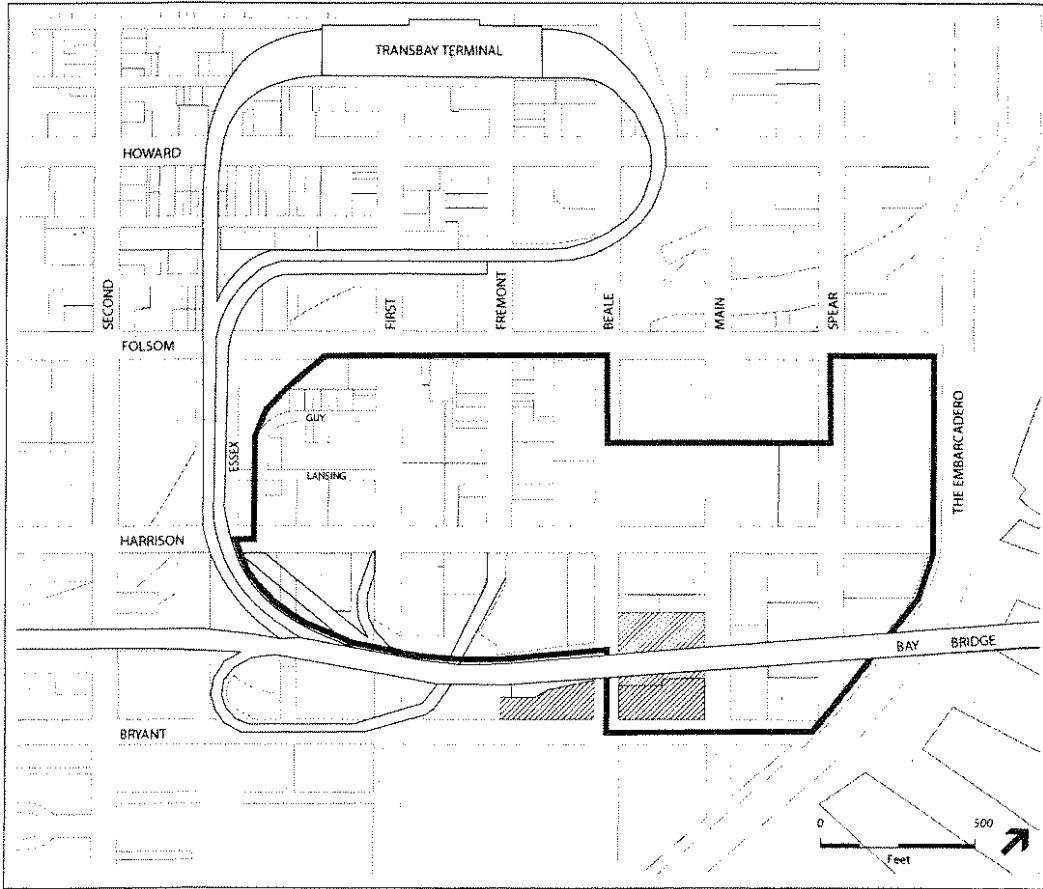 TRANSBAY TERMINAL
HOWARD
SECOND
FIRST
FREMONT
BEALE
MAIN
SPEAR
FOLSOM
THE EMBARCADERO
GUY
ESSEX
LANSING
HARRISON
BAY BRIDGE
BRYANT
0 500
Feet